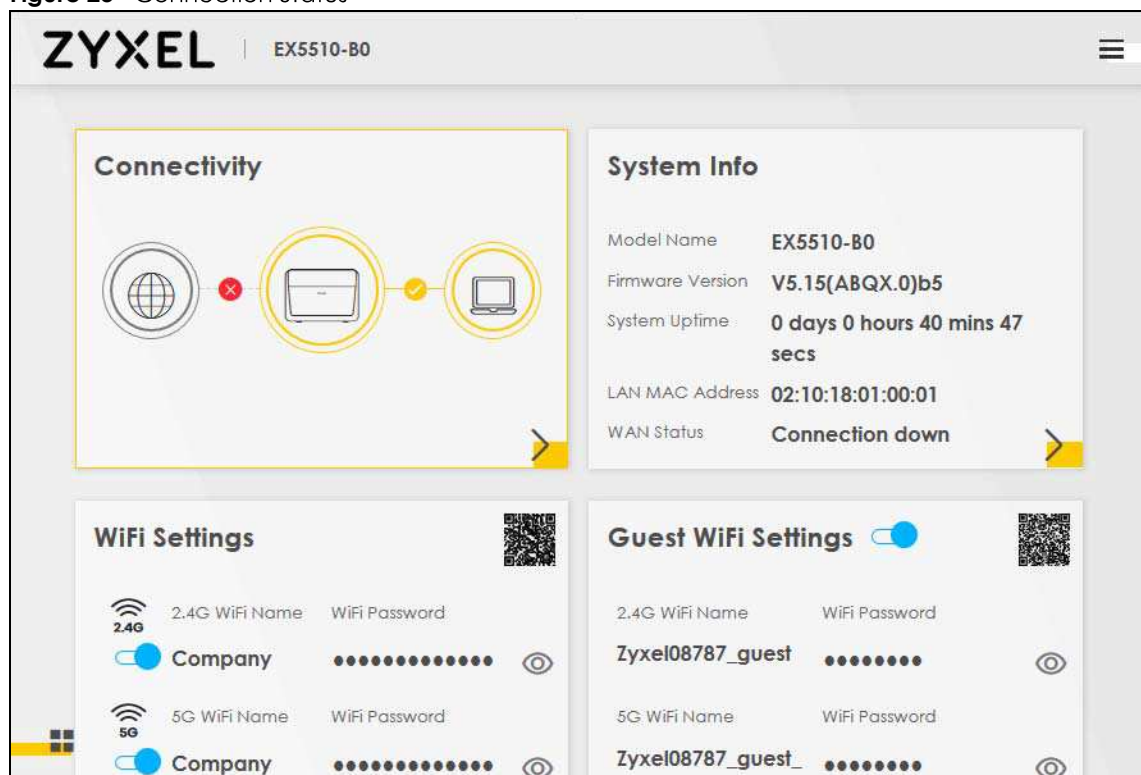 ZYXEL EX5510-B0
Connectivity
System Info
Model Name EX5510-B0
Firmware Version V5.15(ABQX.0)b5
System Uptime 0 days 0 hours 40 mins 47
secs
LAN MAC Address 02:10:18:01:00:01
WAN Status Connection down
WiFi Settings
2.4G
2.4G WiFi Name WiFi Password
Company •••••••••••••
5G
5G WiFi Name WiFi Password
Company •••••••••••••
Guest WiFi Settings
2.4G WiFi Name WiFi Password
Zyxel08787_guest ••••••••
5G WiFi Name WiFi Password
Zyxel08787_guest_ ••••••••